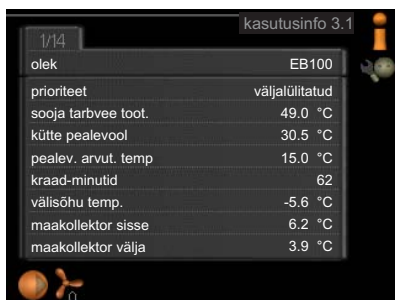 kasutusinfo 3.1
1/14
olek EB100
prioriteet väljalülitatud
sooja tarbvee toot. 49.0 °C
kütte pealevool 30.5 °C
pealev. arvut. temp 15.0 °C
kraad-minutid 62
välisõhu temp. -5.6 °C
maakollektor sisse 6.2 °C
maakollektor välja 3.9 °C
0